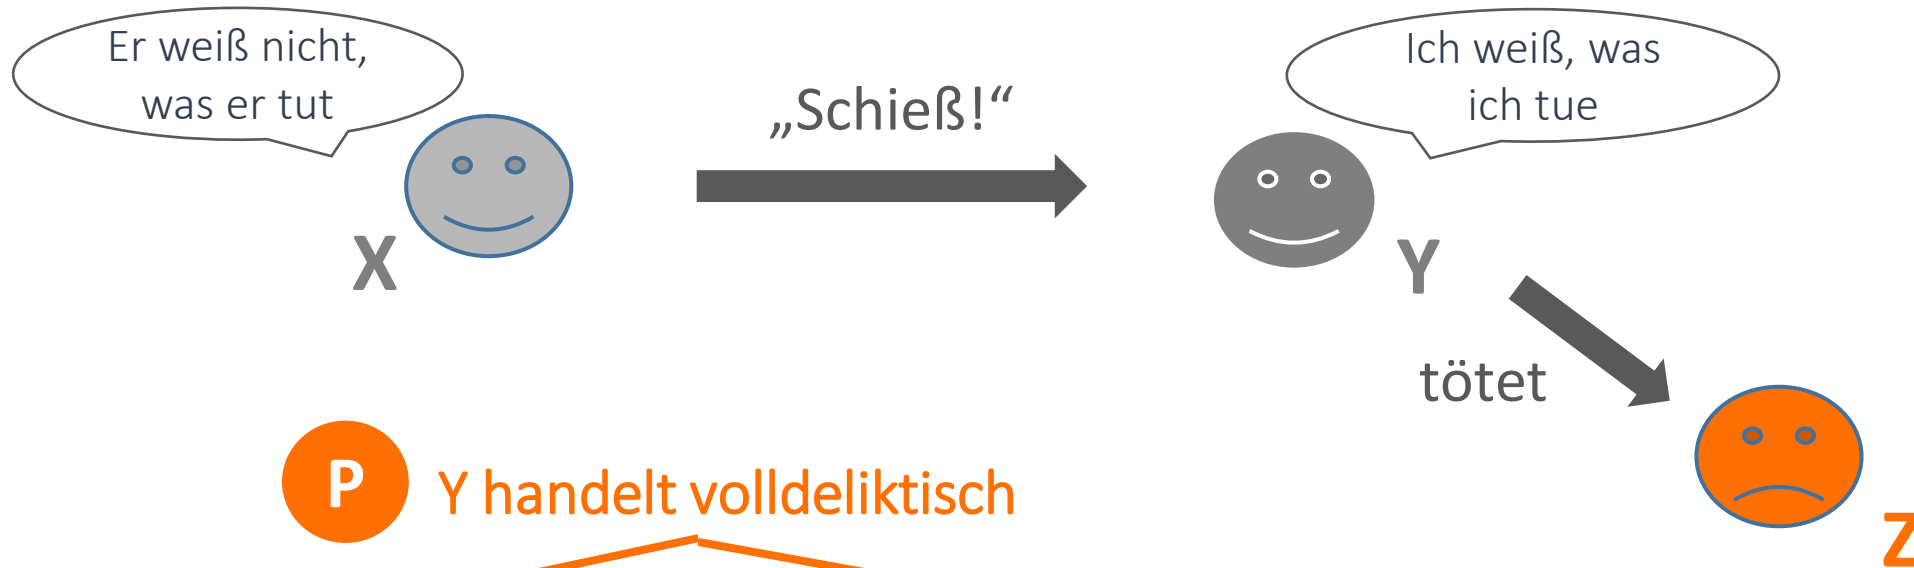 Er weiß nicht,
was er tut
„Schieß!“
Ich weiß, was
ich tue
X
Y
tötet
P
Y handelt volldeliktisch
Z